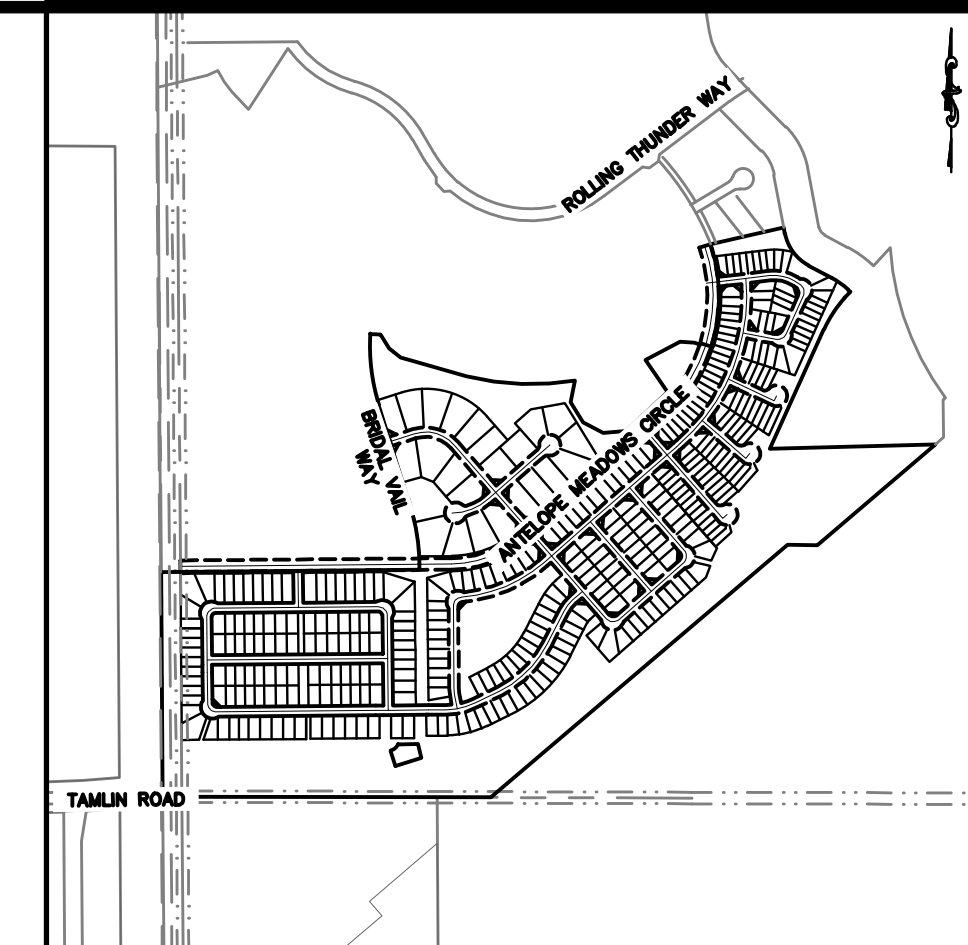 ROLLING THUNDER WAY
BRIDAL VAIL
WAY
ANTELOPE MEADOWS CIRCLE
TAMLIN ROAD